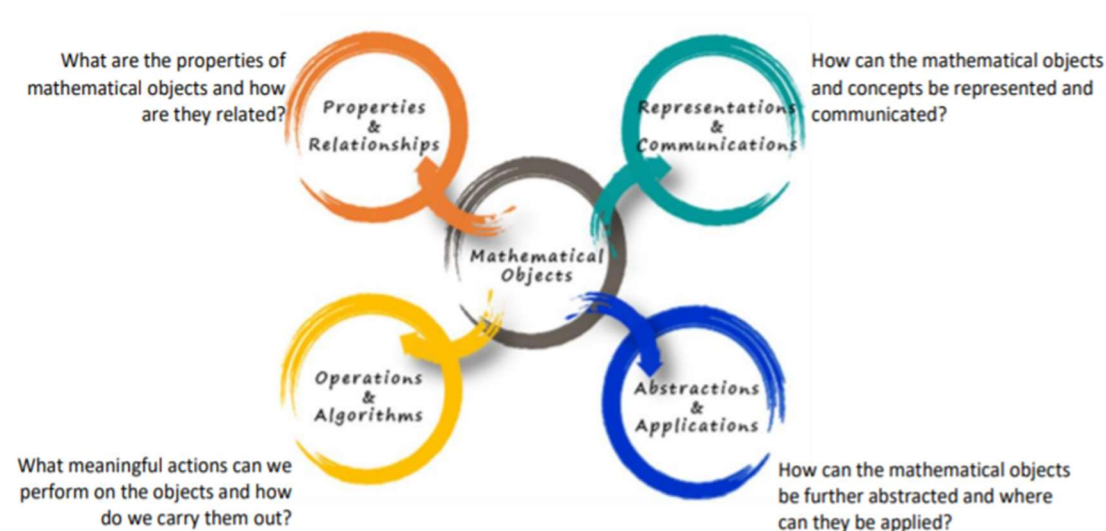 What are the properties of
mathematical objects and how
are they related?
Properties
&
Relationships
Representations
&
Communications
How can the mathematical objects
and concepts be represented and
communicated?
Mathematical
Objects
Operations
&
Algorithms
What meaningful actions can we
perform on the objects and how
do we carry them out?
Abstractions
&
Applications
How can the mathematical objects
be further abstracted and where
can they be applied?